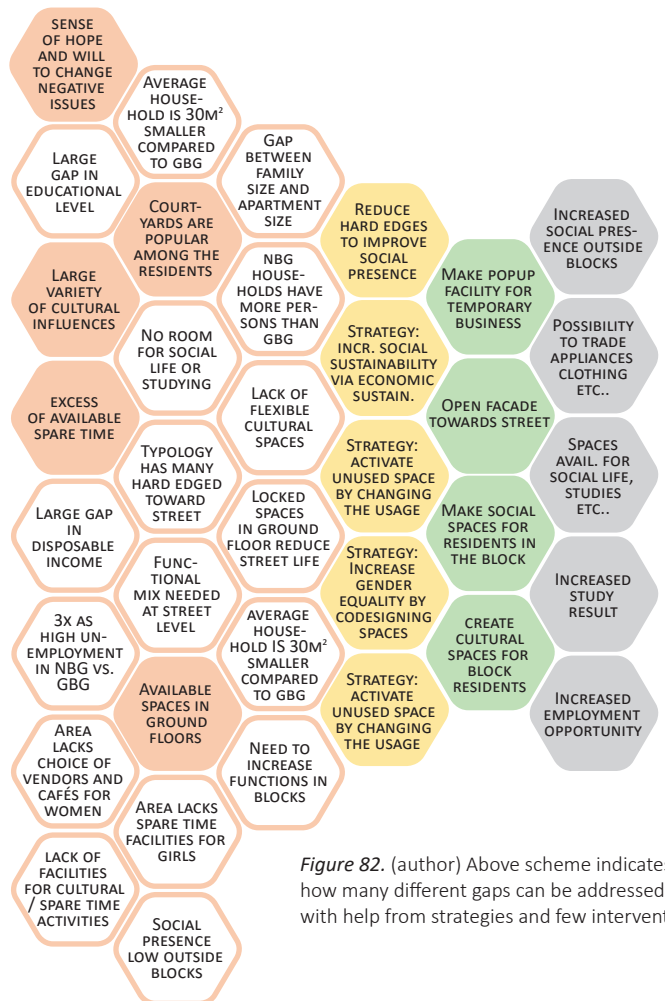 SENSE
OF HOPE
AND WILL
TO CHANGE
NEGATIVE
ISSUES
LARGE
GAP IN
EDUCATIONAL
LEVEL
LARGE
VARIETY
OF CULTURAL
INFLUENCES
EXCESS
OF AVAILABLE
SPARE TIME
LARGE GAP
IN
DISPOSABLE
INCOME
3X AS
HIGH UN-
EMPLOYMENT
IN NBG VS.
GBG
AREA
LACKS
CHOICE OF
VENDORS AND
CAFÉS FOR
WOMEN
LACK OF
FACILITIES
FOR CULTURAL
/ SPARE TIME
ACTIVITIES
AVERAGE
HOUSE-
HOLD IS 30M²
SMALLER
COMPARED
TO GBG
COURT-
YARDS ARE
POPULAR
AMONG THE
RESIDENTS
NO ROOM
FOR SOCIAL
LIFE OR
STUDYING
TYPOLOGY
HAS MANY
HARD EDGED
TOWARD
STREET
FUNC-
TIONAL
MIX NEEDED
AT STREET
LEVEL
AVAILABLE
SPACES IN
GROUND
FLOORS
AREA LACKS
SPARE TIME
FACILITIES FOR
GIRLS
SOCIAL
PRESENCE
LOW OUTSIDE
BLOCKS
GAP
BETWEEN
FAMILY
SIZE AND
APARTMENT
SIZE
NBG
HOUSE-
HOLDS HAVE
MORE PER-
SONS THAN
GBG
LACK OF
FLEXIBLE
CULTURAL
SPACES
LOCKED
SPACES
IN GROUND
FLOOR REDUCE
STREET LIFE
AVERAGE
HOUSE-
HOLD IS 30M²
SMALLER
COMPARED
TO GBG
NEED TO
INCREASE
FUNCTIONS IN
BLOCKS
REDUCE
HARD EDGES
TO IMPROVE
SOCIAL
PRESENCE
STRATEGY:
INCR. SOCIAL
SUSTAINABILITY
VIA ECONOMIC
SUSTAIN.
STRATEGY:
ACTIVATE
UNUSED SPACE
BY CHANGING
THE USAGE
STRATEGY:
INCREASE
GENDER
EQUALITY BY
CODESIGNING
SPACES
STRATEGY:
ACTIVATE
UNUSED SPACE
BY CHANGING
THE USAGE
MAKE POPUP
FACILITY FOR
TEMPORARY
BUSINESS
OPEN FACADE
TOWARDS STREET
MAKE SOCIAL
SPACES FOR
RESIDENTS IN
THE BLOCK
CREATE
CULTURAL
SPACES FOR
BLOCK
RESIDENTS
INCREASED
SOCIAL PRES-
ENCE OUTSIDE
BLOCKS
POSSIBILITY
TO TRADE
APPLIANCES
CLOTHING
ETC..
SPACES
AVAIL. FOR
SOCIAL LIFE,
STUDIES
ETC..
INCREASED
STUDY
RESULT
INCREASED
EMPLOYMENT
OPPORTUNITY
Figure 82. (author) Above scheme indicates
how many different gaps can be addressed
with help from strategies and few intervent